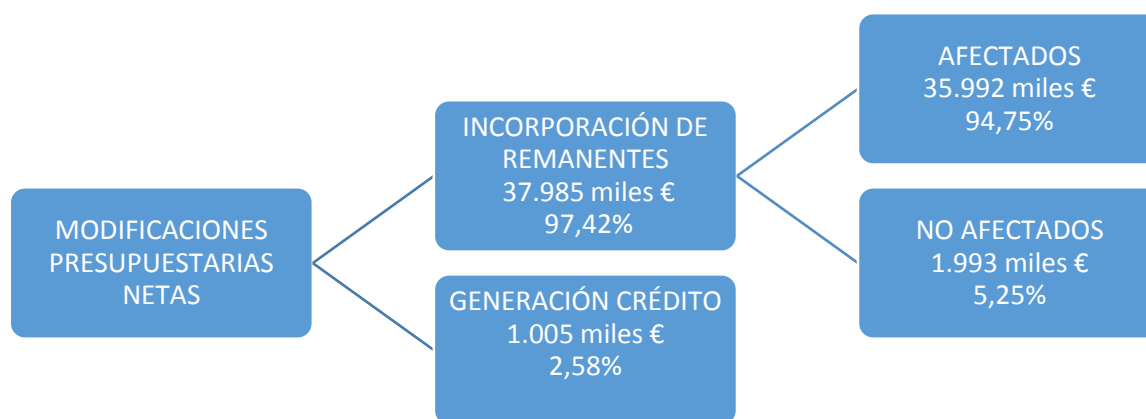 MODIFICACIONES
PRESUPUESTARIAS
NETAS
INCORPORACIÓN DE
REMANENTES
37.985 miles €
97,42%
GENERACIÓN CRÉDITO
1.005 miles €
2,58%
AFECTADOS
35.992 miles €
94,75%
NO AFECTADOS
1.993 miles €
5,25%